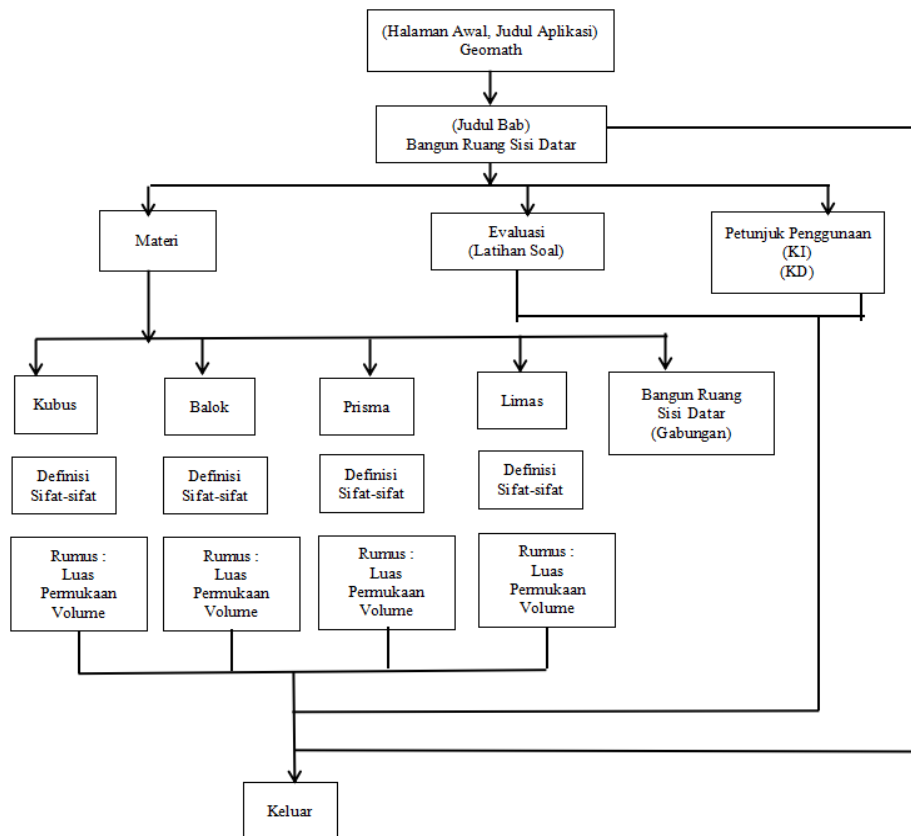 (Halaman Awal, Judul Aplikasi)
Geomath
(Judul Bab)
Bangun Ruang Sisi Datar
Materi
Evaluasi
(Latihan Soal)
Petunjuk Penggunaan
(KI)
(KD)
Kubus
Balok
Prisma
Limas
Bangun Ruang
Sisi Datar
(Gabungan)
Definisi
Sifat-sifat
Definisi
Sifat-sifat
Definisi
Sifat-sifat
Definisi
Sifat-sifat
Rumus :
Luas
Permukaan
Volume
Rumus :
Luas
Permukaan
Volume
Rumus :
Luas
Permukaan
Volume
Rumus :
Luas
Permukaan
Volume
Keluar